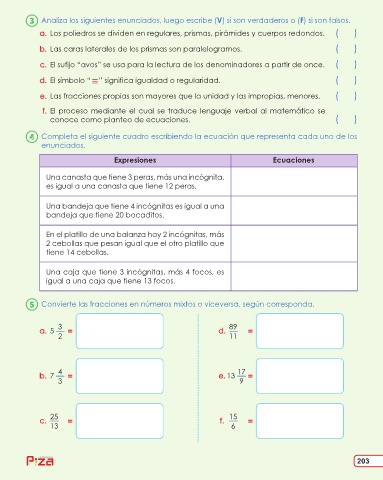 3 Analiza los siguientes enunciados, luego escribe (V) si son verdaderos o (F) si son falsos.
a. Los poliedros se dividen en regulares, prismas, pirámides y cuerpos redondos. ( )
b. Las caras laterales de los prismas son paralelogramos. ( )
c. El sufijo “avos” se usa para la lectura de los denominadores a partir de once. ( )
d. El símbolo “ = ” significa igualdad o regularidad. ( )
e. Las fracciones propias son mayores que la unidad y las impropias, menores. ( )
f. El proceso mediante el cual se traduce lenguaje verbal al matemático se
conoce como planteo de ecuaciones. ( )
4 Completa el siguiente cuadro escribiendo la ecuación que representa cada uno de los
enunciados.
Expresiones Ecuaciones
Una canasta que tiene 3 peras, más una incógnita,
es igual a una canasta que tiene 12 peras.
Una bandeja que tiene 4 incógnitas es igual a una
bandeja que tiene 20 bocaditos.
En el platillo de una balanza hay 2 incógnitas, más
2 cebollas que pesan igual que el otro platillo que
tiene 14 cebollas.
Una caja que tiene 3 incógnitas, más 4 focos, es
igual a una caja que tiene 13 focos.
5 Convierte las fracciones en números mixtos o viceversa, según corresponda.
a. 5 3/2 = d. 89/11 =
b. 7 4/3 = e. 13 17/9 =
c. 25/13 = f. 15/6 =
Piza 203